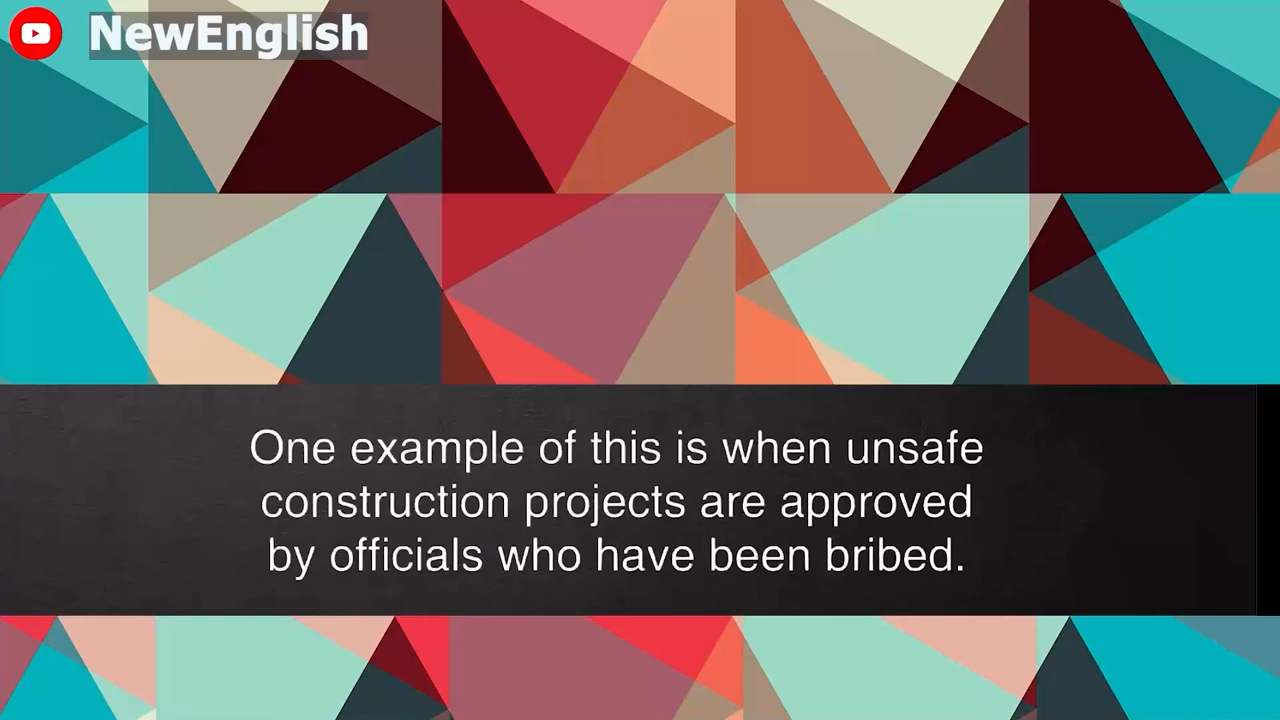 NewEnglish
One example of this is when unsafe
construction projects are approved
by officials who have been bribed.